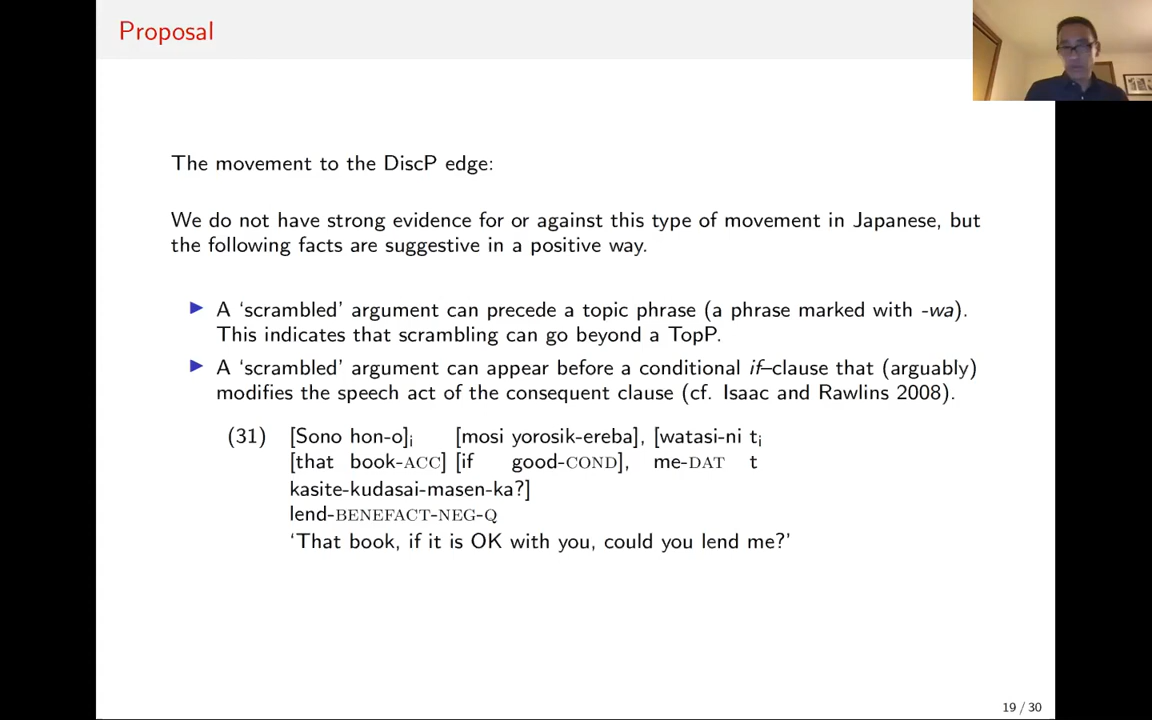 Proposal
The movement to the DiscP edge:
We do not have strong evidence for or against this type of movement in Japanese, but
the following facts are suggestive in a positive way.
▶ A ‘scrambled’ argument can precede a topic phrase (a phrase marked with -wa).
This indicates that scrambling can go beyond a TopP.
▶ A ‘scrambled’ argument can appear before a conditional if–clause that (arguably)
modifies the speech act of the consequent clause (cf. Isaac and Rawlins 2008).
(31) [Sono hon-o]i [mosi yorosik-ereba], [watasi-ni ti
[that book-ACC] [if good-COND], me-DAT t
kasite-kudasai-masen-ka?]
lend-BENEFACT-NEG-Q
‘That book, if it is OK with you, could you lend me?’
19 / 30